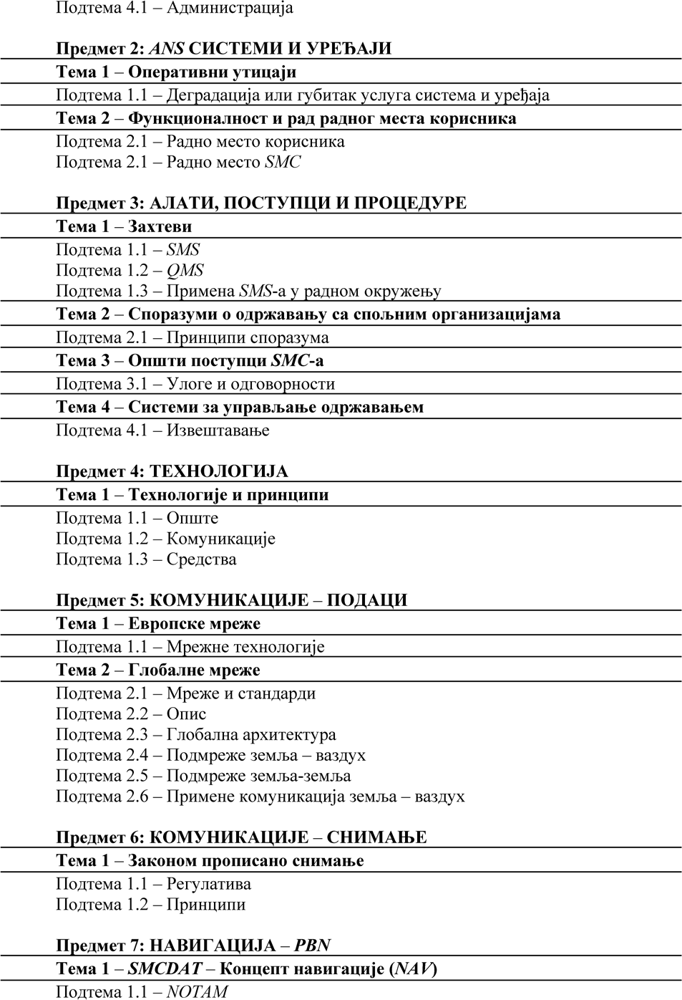 Подтема 4.1 – Администрација
Предмет 2: ANS СИСТЕМИ И УРЕЂАЈИ
Тема 1 – Оперативни утицаји
Подтема 1.1 – Деградација или губитак услуга система и уређаја
Тема 2 – Функционалност и рад радног места корисника
Подтема 2.1 – Радно место корисника
Подтема 2.1 – Радно место SMC
Предмет 3: АЛАТИ, ПОСТУПЦИ И ПРОЦЕДУРЕ
Тема 1 – Захтеви
Подтема 1.1 – SMS
Подтема 1.2 – QMS
Подтема 1.3 – Примена SMS-а у радном окружењу
Тема 2 – Споразуми о одржавању са спољним организацијама
Подтема 2.1 – Принципи споразума
Тема 3 – Општи поступци SMC-а
Подтема 3.1 – Улоге и одговорности
Тема 4 – Системи за управљање одржавањем
Подтема 4.1 – Извештавање
Предмет 4: ТЕХНОЛОГИЈА
Тема 1 – Технологије и принципи
Подтема 1.1 – Опште
Подтема 1.2 – Комуникације
Подтема 1.3 – Средства
Предмет 5: КОМУНИКАЦИЈЕ – ПОДАЦИ
Тема 1 – Европске мреже
Подтема 1.1 – Мрежне технологије
Тема 2 – Глобалне мреже
Подтема 2.1 – Мреже и стандарди
Подтема 2.2 – Опис
Подтема 2.3 – Глобална архитектура
Подтема 2.4 – Подмреже земља – ваздух
Подтема 2.5 – Подмреже земља-земља
Подтема 2.6 – Примене комуникација земља – ваздух
Предмет 6: КОМУНИКАЦИЈЕ – СНИМАЊЕ
Тема 1 – Законом прописано снимање
Подтема 1.1 – Регулатива
Подтема 1.2 – Принципи
Предмет 7: НАВИГАЦИЈА – PBN
Тема 1 – SMCDAT – Концепт навигације (NAV)
Подтема 1.1 – NOTAM